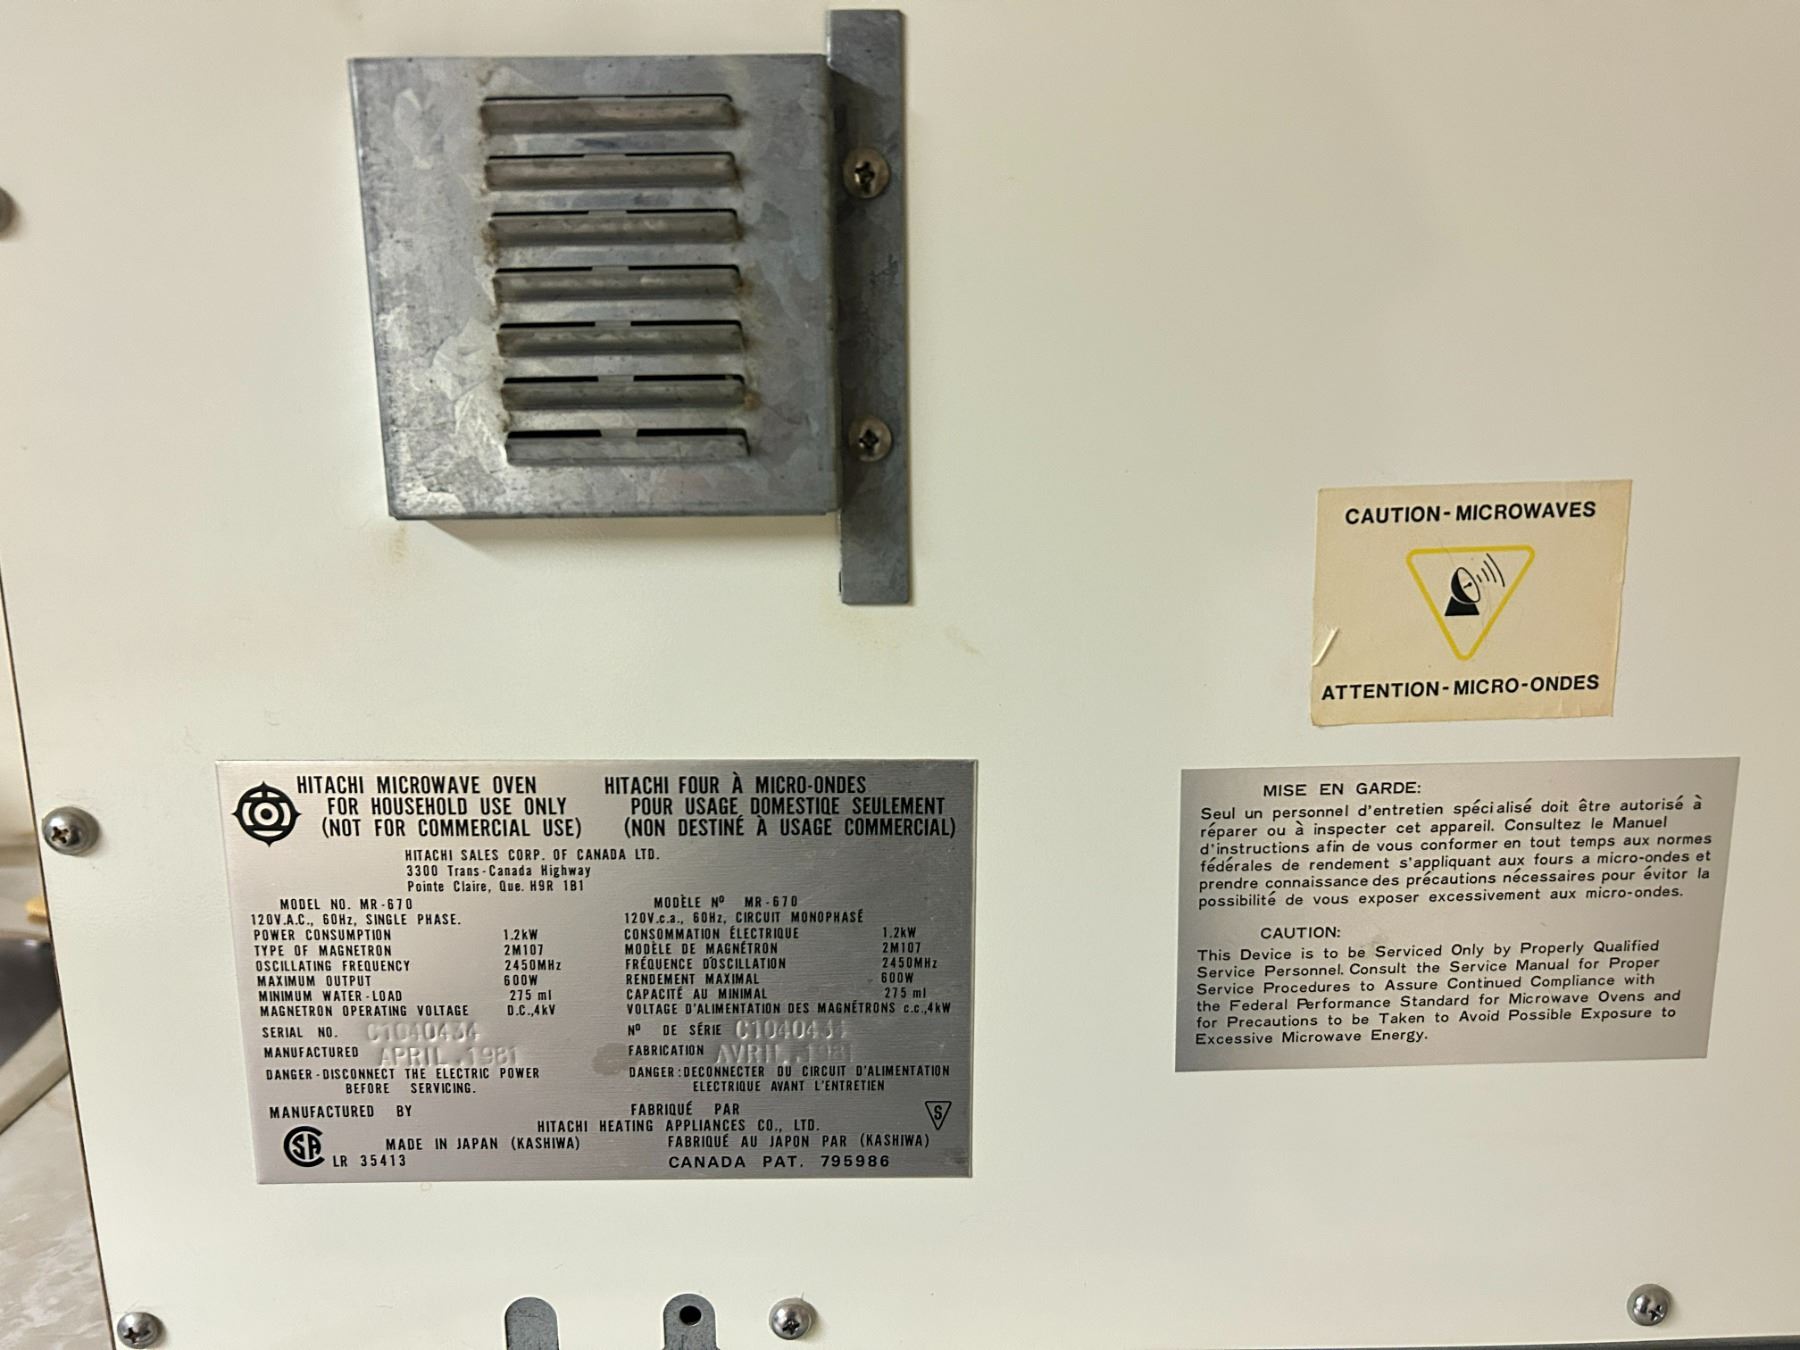 CAUTION-MICROWAVES
ATTENTION-MICRO-ONDES
HITACHI MICROWAVE OVEN
FOR HOUSEHOLD USE ONLY
(NOT FOR COMMERCIAL USE)
HITACHI FOUR À MICRO-ONDES
POUR USAGE DOMESTIQE SEULEMENT
(NON DESTINÉ À USAGE COMMERCIAL)
HITACHI SALES CORP. OF CANADA LTD.
3300 Trans-Canada Highway
Pointe Claire, Que. H9R 1B1
MODEL NO. MR-670
120V.A.C., 60Hz, SINGLE PHASE.
POWER CONSUMPTION 1.2kW
TYPE OF MAGNETRON 2M107
OSCILLATING FREQUENCY 2450MHz
MAXIMUM OUTPUT 600W
MINIMUM WATER-LOAD 275 ml
MAGNETRON OPERATING VOLTAGE D.C.,4kV
SERIAL NO. C1040434
MANUFACTURED APRIL.1981
DANGER-DISCONNECT THE ELECTRIC POWER
BEFORE SERVICING.
MODÈLE Nº MR-670
120V.c.a., 60Hz, CIRCUIT MONOPHASÉ
CONSOMMATION ÉLECTRIQUE 1.2kW
MODÈLE DE MAGNÉTRON 2M107
FRÉQUENCE D'OSCILLATION 2450MHz
RENDEMENT MAXIMAL 600W
CAPACITÉ AU MINIMAL 275 ml
VOLTAGE D'ALIMENTATION DES MAGNÉTRONS c.c.,4kW
Nº DE SÉRIE C1040434
FABRICATION AVRIL.1981
DANGER:DECONNECTER DU CIRCUIT D'ALIMENTATION
ELECTRIQUE AVANT L'ENTRETIEN
MANUFACTURED BY FABRIQUÉ PAR
HITACHI HEATING APPLIANCES CO., LTD.
S
MADE IN JAPAN (KASHIWA) FABRIQUÉ AU JAPON PAR (KASHIWA)
CSA LR 35413
CANADA PAT. 795986
MISE EN GARDE:
Seul un personnel d'entretien spécialisé doit être autorisé à
réparer ou à inspecter cet appareil. Consultez le Manuel
d'instructions afin de vous conformer en tout temps aux normes
fédérales de rendement s'appliquant aux fours a micro-ondes et
prendre connaissance des précautions nécessaires pour évitor la
possibilité de vous exposer excessivement aux micro-ondes.
CAUTION:
This Device is to be Serviced Only by Properly Qualified
Service Personnel. Consult the Service Manual for Proper
Service Procedures to Assure Continued Compliance with
the Federal Performance Standard for Microwave Ovens and
for Precautions to be Taken to Avoid Possible Exposure to
Excessive Microwave Energy.